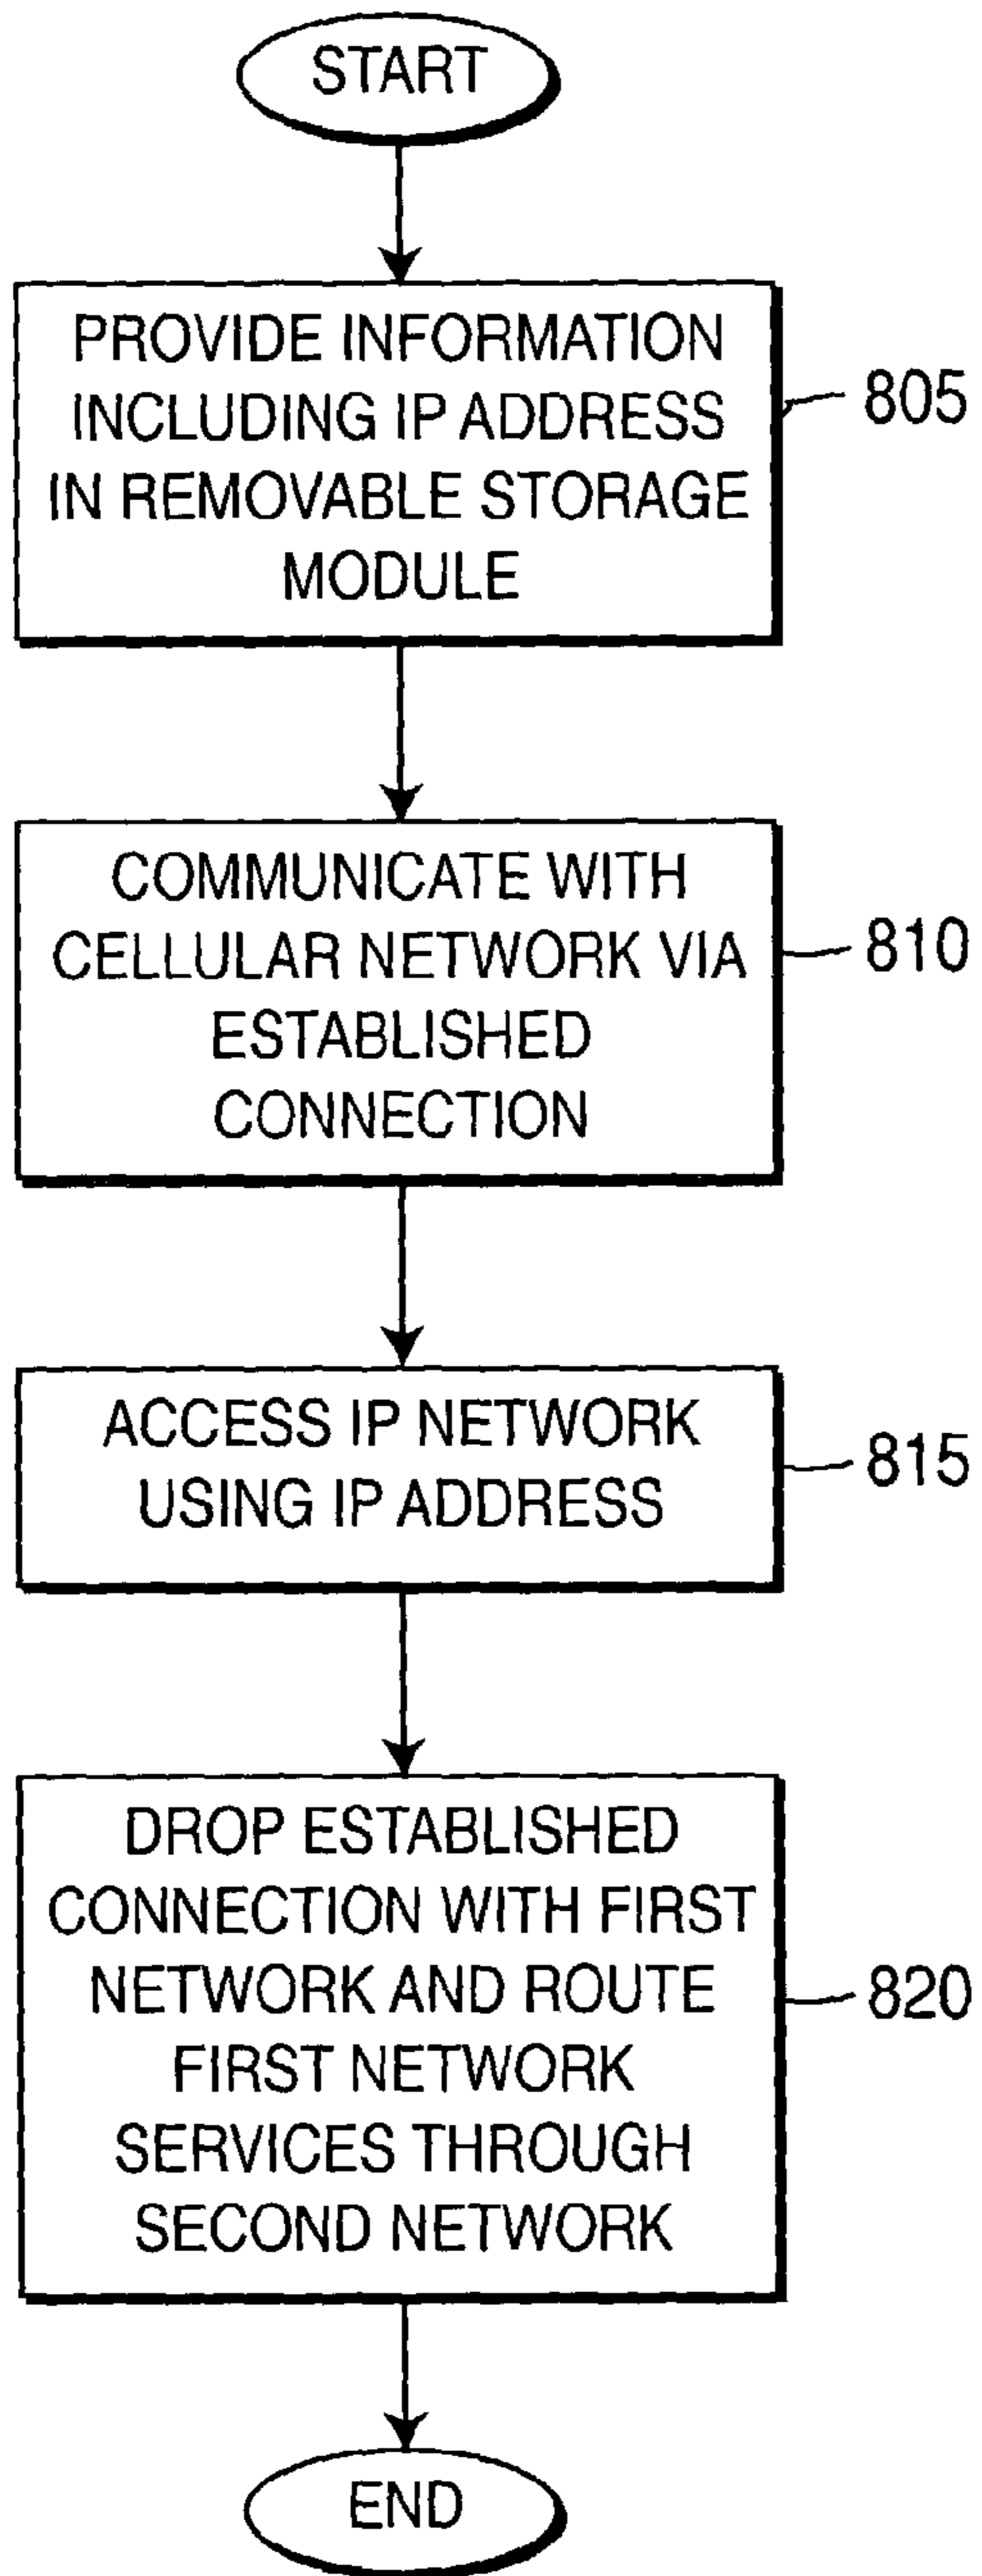 START
PROVIDE INFORMATION
INCLUDING IP ADDRESS
IN REMOVABLE STORAGE
MODULE
805
COMMUNICATE WITH
CELLULAR NETWORK VIA
ESTABLISHED
CONNECTION
810
ACCESS IP NETWORK
USING IP ADDRESS
815
DROP ESTABLISHED
CONNECTION WITH FIRST
NETWORK AND ROUTE
FIRST NETWORK
SERVICES THROUGH
SECOND NETWORK
820
END